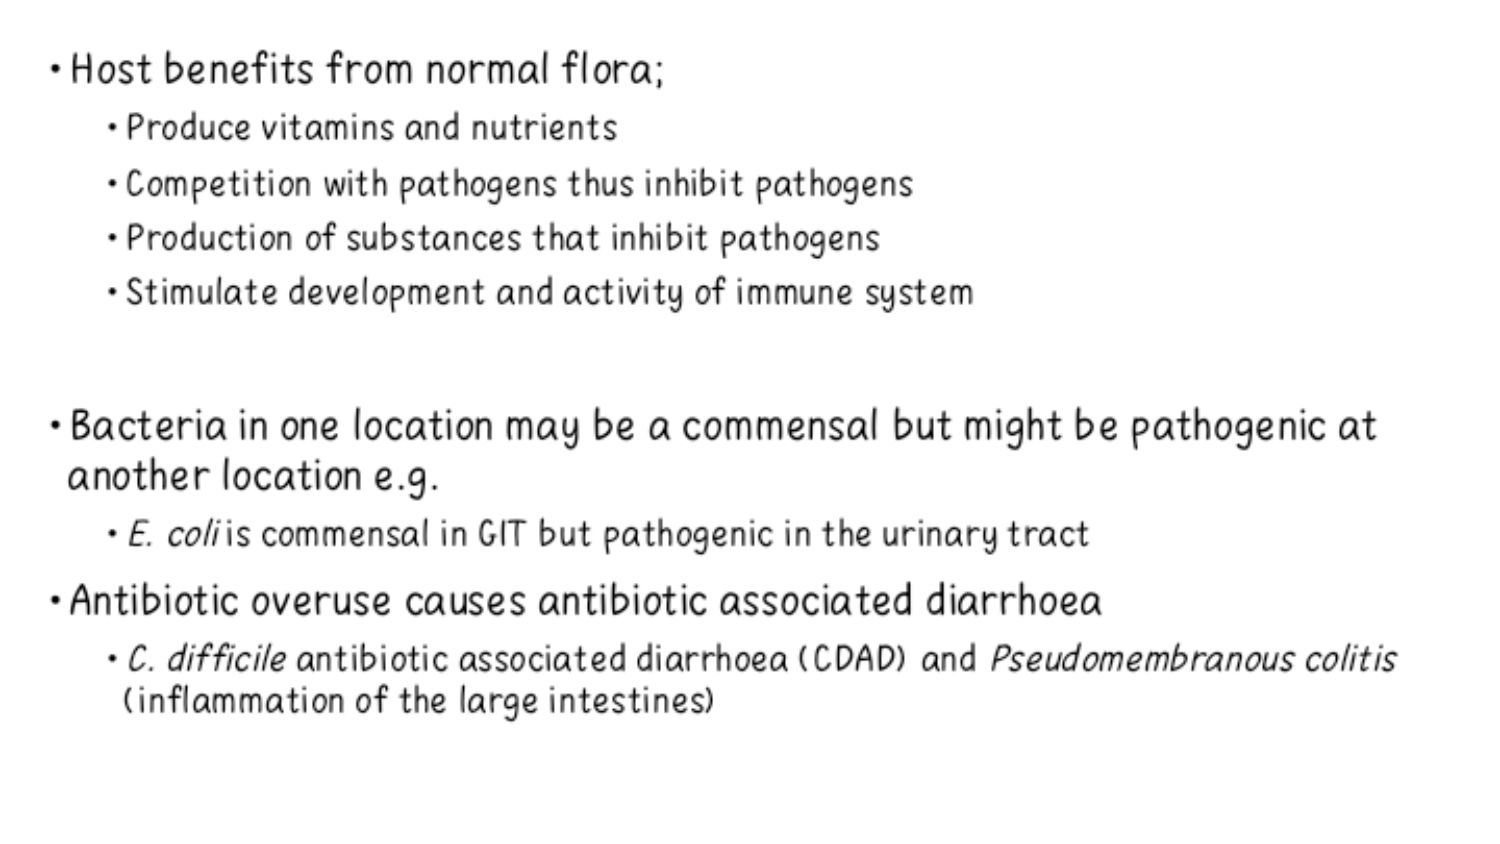 • Host benefits from normal flora;
• Produce vitamins and nutrients
• Competition with pathogens thus inhibit pathogens
• Production of substances that inhibit pathogens
• Stimulate development and activity of immune system
• Bacteria in one location may be a commensal but might be pathogenic at
another location e.g.
• E. coli is commensal in GIT but pathogenic in the urinary tract
• Antibiotic overuse causes antibiotic associated diarrhoea
• C. difficile antibiotic associated diarrhoea (CDAD) and Pseudomembranous colitis
(inflammation of the large intestines)